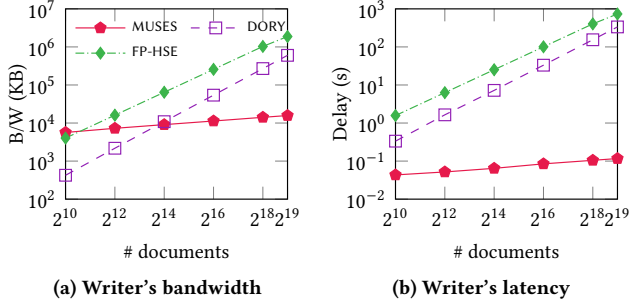 MUSES DORY
FP-HSE
B/W (KB)
10^6
10^5
10^4
10^3
10^2
2^10 2^12 2^14 2^16 2^18 2^19
# documents
(a) Writer's bandwidth
Delay (s)
10^3
10^2
10^1
10^0
10^−1
10^−2
2^10 2^12 2^14 2^16 2^18 2^19
# documents
(b) Writer's latency